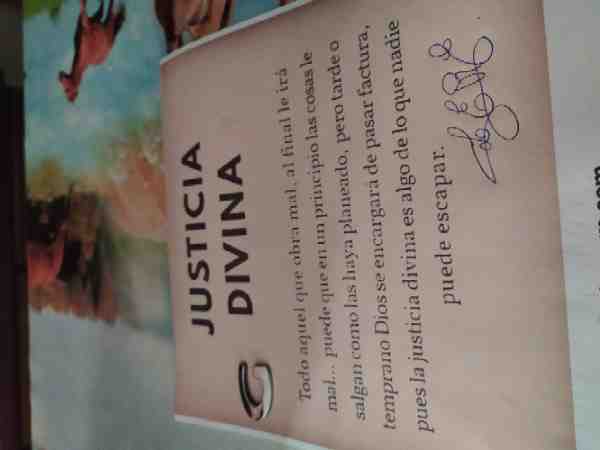 JUSTICIA
DIVINA
Todo aquel que obra mal, al final le irá
mal... puede que en un principio las cosas le
salgan como las haya planeado, pero tarde o
temprano Dios se encargará de pasar factura,
pues la justicia divina es algo de lo que nadie
puede escapar.